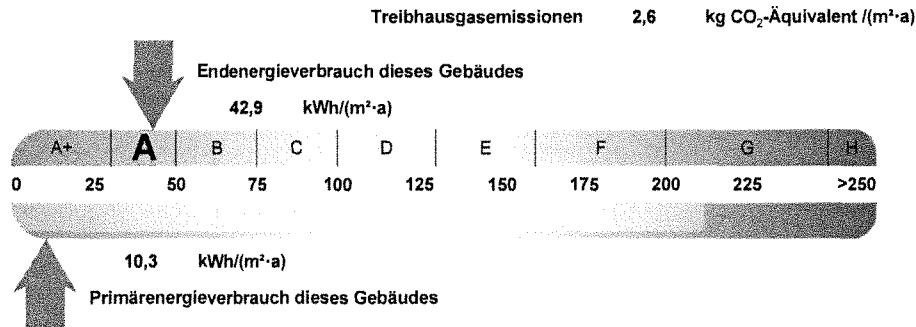 Treibhausgasemissionen 2,6 kg CO₂-Äquivalent /(m²·a)
Endenergieverbrauch dieses Gebäudes
42,9 kWh/(m²·a)
A+ A B C D E F G H
0 25 50 75 100 125 150 175 200 225 >250
10,3 kWh/(m²·a)
Primärenergieverbrauch dieses Gebäudes